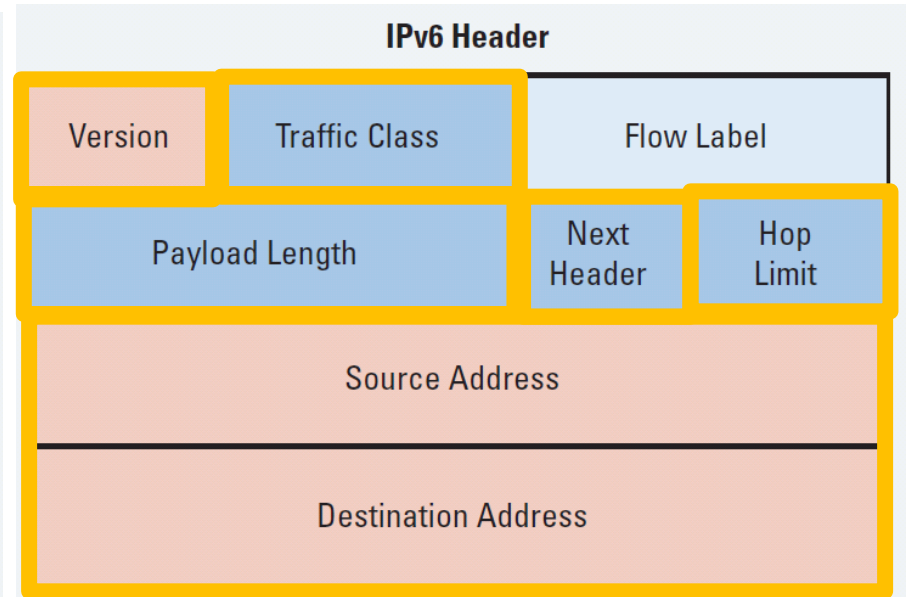 IPv6 Header
Version
Traffic Class
Flow Label
Payload Length
Next
Header
Hop
Limit
Source Address
Destination Address